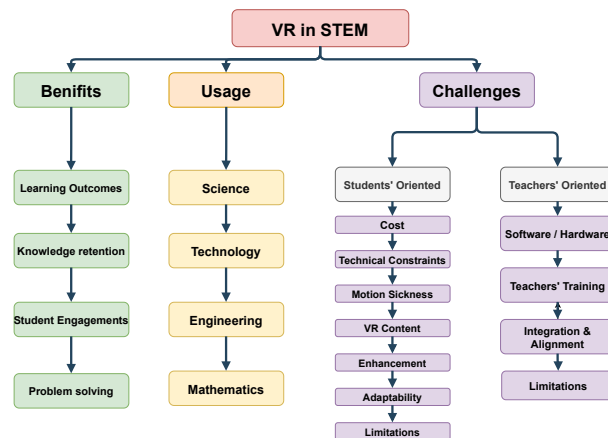 VR in STEM
Benifits
Usage
Challenges
Learning Outcomes
Knowledge retention
Student Engagements
Problem solving
Science
Technology
Engineering
Mathematics
Students' Oriented
Cost
Technical Constraints
Motion Sickness
VR Content
Enhancement
Adaptability
Limitations
Teachers' Oriented
Software / Hardware
Teachers' Training
Integration &
Alignment
Limitations